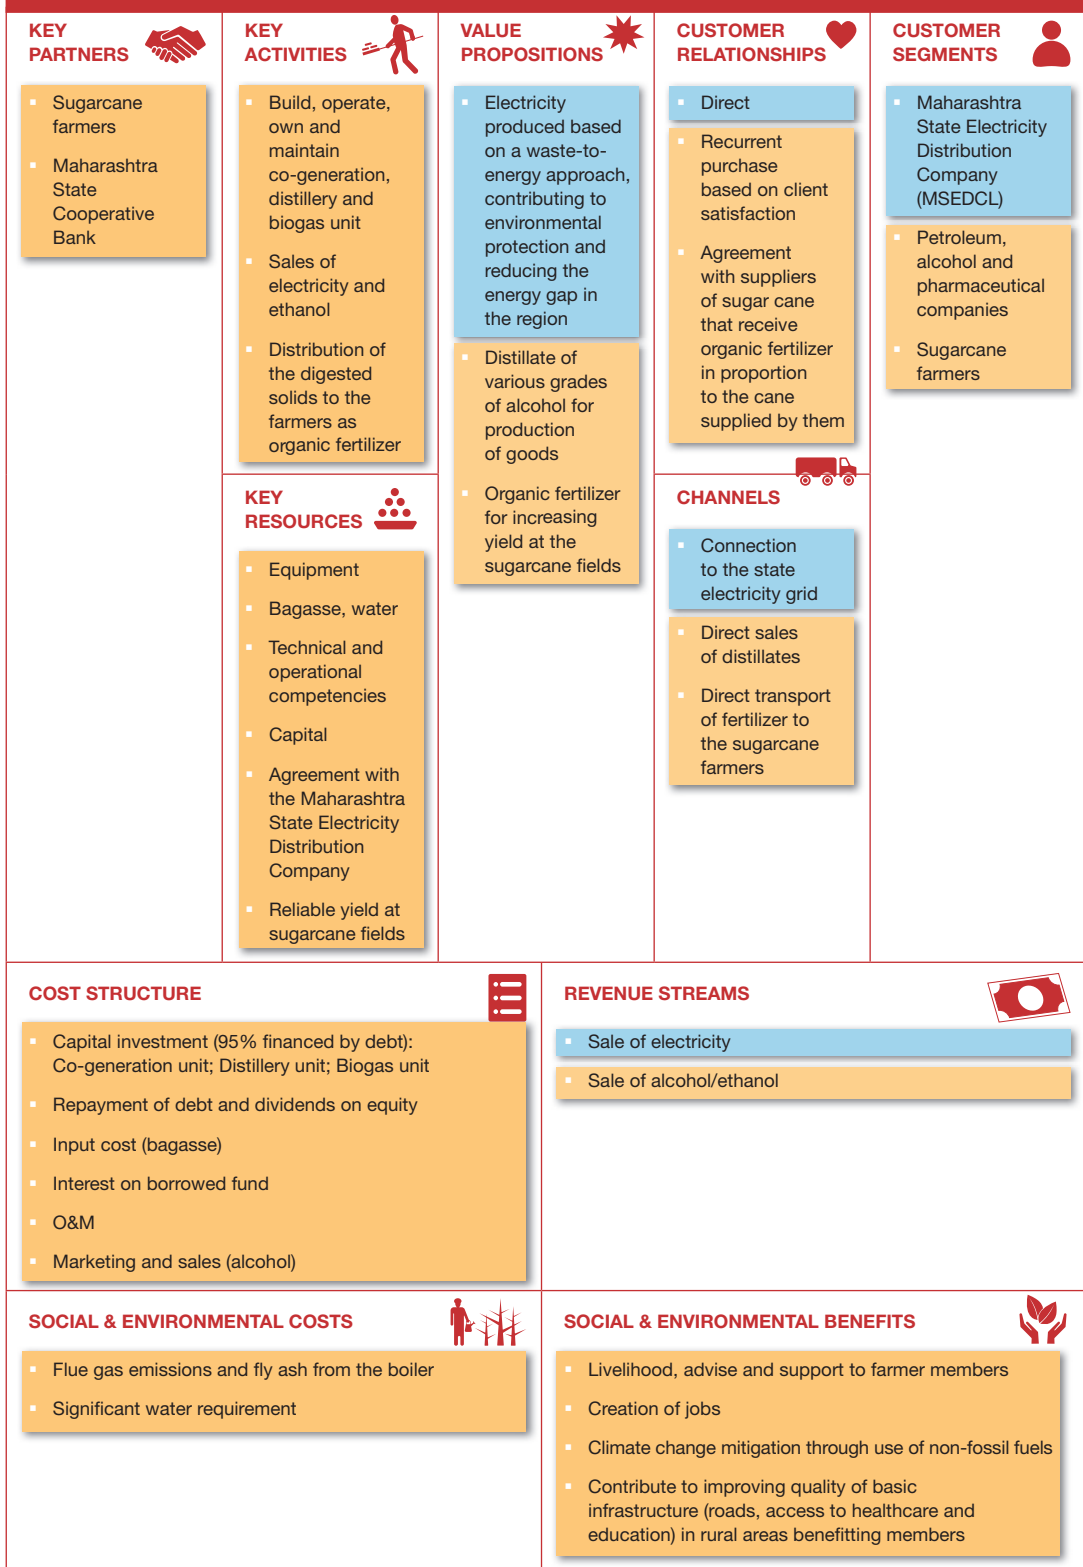 KEY
PARTNERS
▪ Sugarcane
farmers
▪ Maharashtra
State
Cooperative
Bank
KEY
ACTIVITIES
▪ Build, operate,
own and
maintain
co-generation,
distillery and
biogas unit
▪ Sales of
electricity and
ethanol
▪ Distribution of
the digested
solids to the
farmers as
organic fertilizer
KEY
RESOURCES
▪ Equipment
▪ Bagasse, water
▪ Technical and
operational
competencies
▪ Capital
▪ Agreement with
the Maharashtra
State Electricity
Distribution
Company
▪ Reliable yield at
sugarcane fields
VALUE
PROPOSITIONS
▪ Electricity
produced based
on a waste-to-
energy approach,
contributing to
environmental
protection and
reducing the
energy gap in
the region
▪ Distillate of
various grades
of alcohol for
production
of goods
▪ Organic fertilizer
for increasing
yield at the
sugarcane fields
CUSTOMER
RELATIONSHIPS
▪ Direct
▪ Recurrent
purchase
based on client
satisfaction
▪ Agreement
with suppliers
of sugar cane
that receive
organic fertilizer
in proportion
to the cane
supplied by them
CHANNELS
▪ Connection
to the state
electricity grid
▪ Direct sales
of distillates
▪ Direct transport
of fertilizer to
the sugarcane
farmers
CUSTOMER
SEGMENTS
▪ Maharashtra
State Electricity
Distribution
Company
(MSEDCL)
▪ Petroleum,
alcohol and
pharmaceutical
companies
▪ Sugarcane
farmers
COST STRUCTURE
▪ Capital investment (95% financed by debt):
Co-generation unit; Distillery unit; Biogas unit
▪ Repayment of debt and dividends on equity
▪ Input cost (bagasse)
▪ Interest on borrowed fund
▪ O&M
▪ Marketing and sales (alcohol)
REVENUE STREAMS
▪ Sale of electricity
▪ Sale of alcohol/ethanol
SOCIAL & ENVIRONMENTAL COSTS
▪ Flue gas emissions and fly ash from the boiler
▪ Significant water requirement
SOCIAL & ENVIRONMENTAL BENEFITS
▪ Livelihood, advise and support to farmer members
▪ Creation of jobs
▪ Climate change mitigation through use of non-fossil fuels
▪ Contribute to improving quality of basic
infrastructure (roads, access to healthcare and
education) in rural areas benefitting members